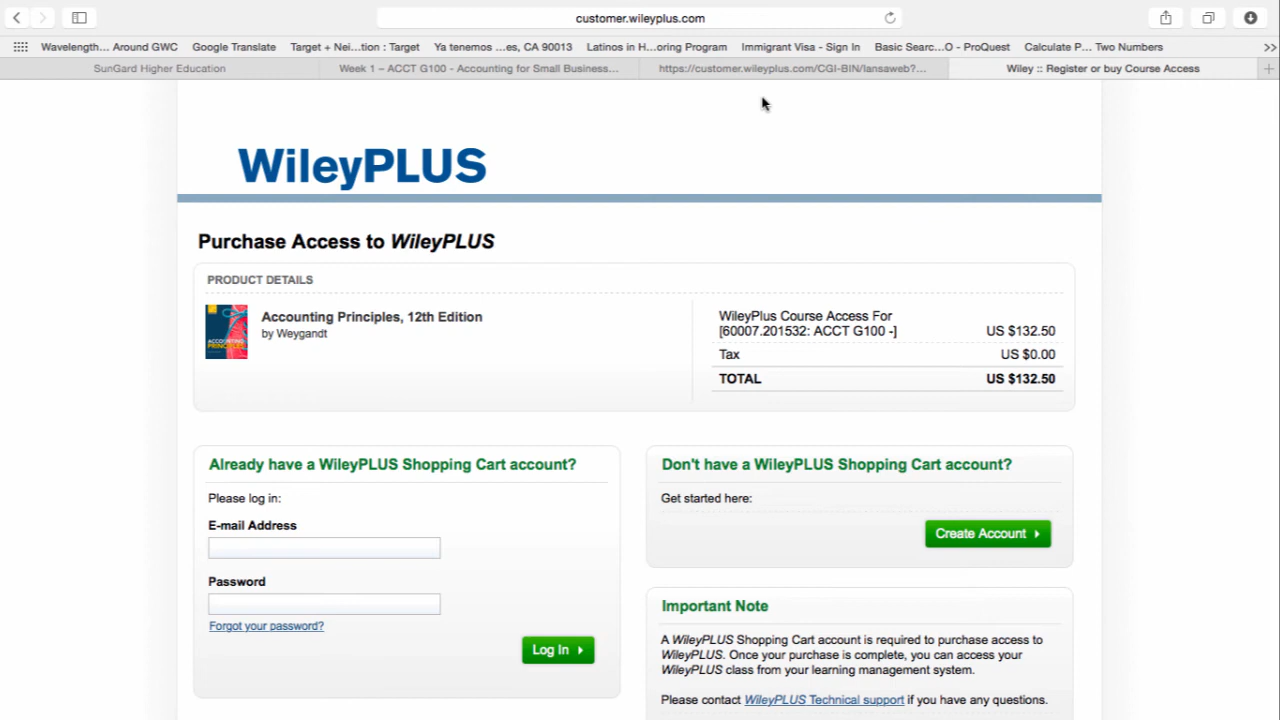 customer.wileyplus.com
Wavelength... Around GWC Google Translate Target + Nei...tion : Target Ya tenemos ...es, CA 90013 Latinos in H...oring Program Immigrant Visa - Sign In Basic Searc...O - ProQuest Calculate P... Two Numbers >>
SunGard Higher Education Week 1 – ACCT G100 - Accounting for Small Business... https://customer.wileyplus.com/CGI-BIN/lansaweb?... Wiley :: Register or buy Course Access +
WileyPLUS
Purchase Access to WileyPLUS
PRODUCT DETAILS
Accounting Principles, 12th Edition
by Weygandt
ACCOUNTING
PRINCIPLES
WileyPlus Course Access For
[60007.201532: ACCT G100 -] US $132.50
Tax US $0.00
TOTAL US $132.50
Already have a WileyPLUS Shopping Cart account?
Please log in:
E-mail Address
Password
Forgot your password?
Log In
Don't have a WileyPLUS Shopping Cart account?
Get started here:
Create Account
Important Note
A WileyPLUS Shopping Cart account is required to purchase access to
WileyPLUS. Once your purchase is complete, you can access your
WileyPLUS class from your learning management system.
Please contact WileyPLUS Technical support if you have any questions.